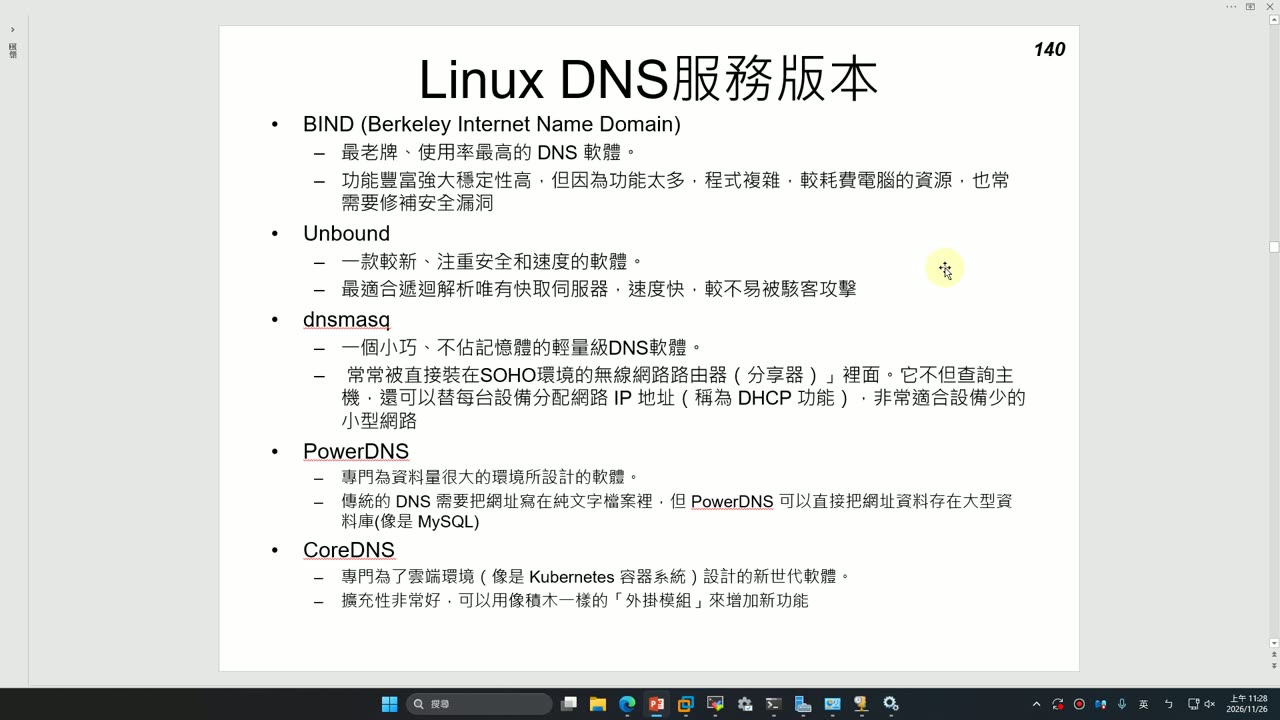 140
Linux DNS服務版本
• BIND (Berkeley Internet Name Domain)
– 最老牌、使用率最高的 DNS 軟體。
– 功能豐富強大穩定性高，但因為功能太多，程式複雜，較耗費電腦的資源，也常
需要修補安全漏洞
• Unbound
– 一款較新、注重安全和速度的軟體。
– 最適合遞迴解析唯有快取伺服器，速度快，較不易被駭客攻擊
• dnsmasq
– 一個小巧、不佔記憶體的輕量級DNS軟體。
– 常常被直接裝在SOHO環境的無線網路路由器（分享器）」裡面。它不但查詢主
機，還可以替每台設備分配網路 IP 地址（稱為 DHCP 功能），非常適合設備少的
小型網路
• PowerDNS
– 專門為資料量很大的環境所設計的軟體。
– 傳統的 DNS 需要把網址寫在純文字檔案裡，但 PowerDNS 可以直接把網址資料存在大型資
料庫(像是 MySQL)
• CoreDNS
– 專門為了雲端環境（像是 Kubernetes 容器系統）設計的新世代軟體。
– 擴充性非常好，可以用像積木一樣的「外掛模組」來增加新功能
搜尋
英
上午 11:28
2026/11/26